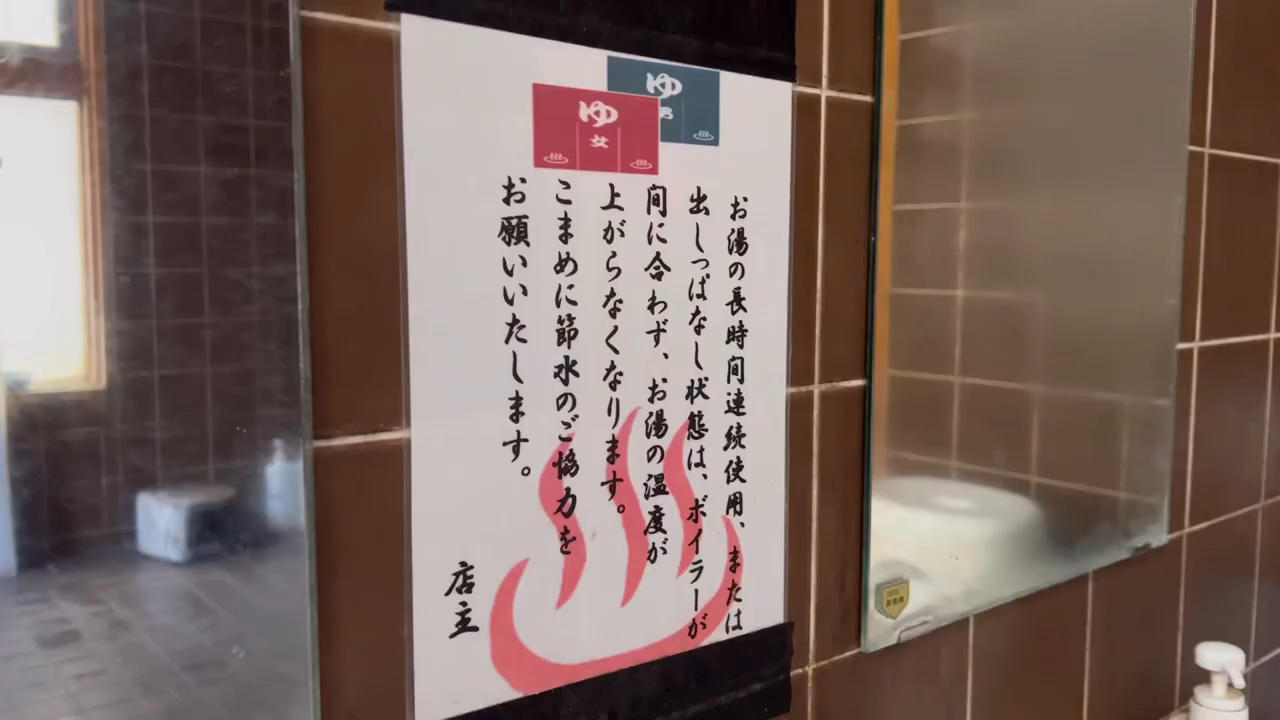 ゆ
男
ゆ
女
お湯の長時間連続使用、または
出しっぱなし状態は、ボイラーが
間に合わず、お湯の温度が
上がらなくなります。
こまめに節水のご協力を
お願いいたします。
店主